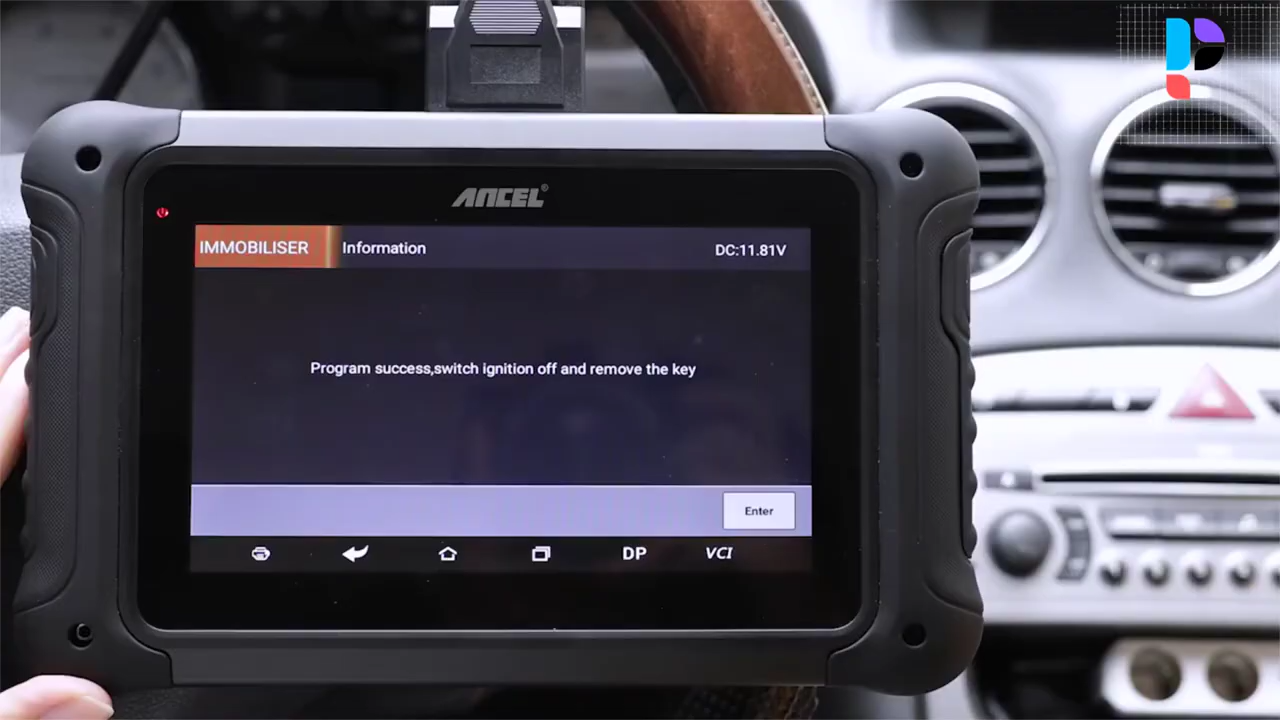 ANCEL®
IMMOBILISER Information DC:11.81V
Program success,switch ignition off and remove the key
Enter
DP VCI